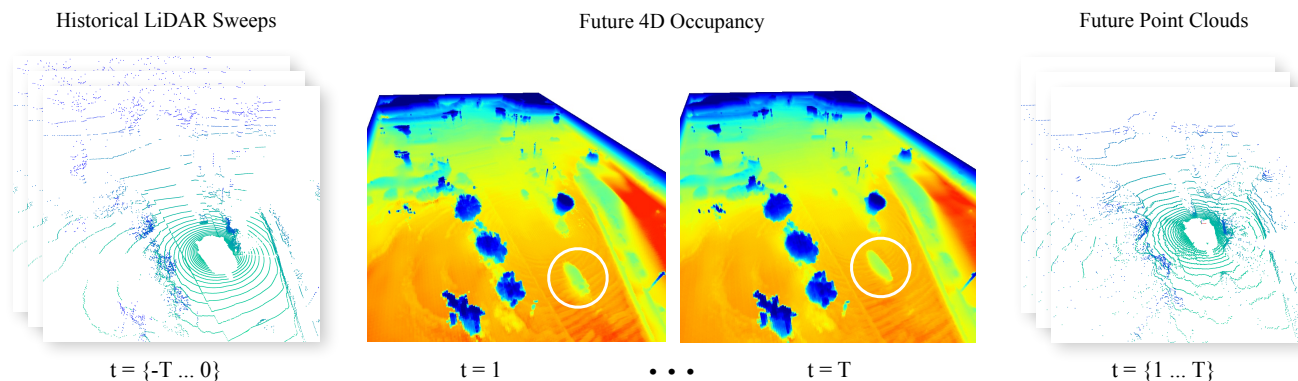 Historical LiDAR Sweeps
Future 4D Occupancy
Future Point Clouds
t = {-T ... 0}
t = 1
• • •
t = T
t = {1 ... T}